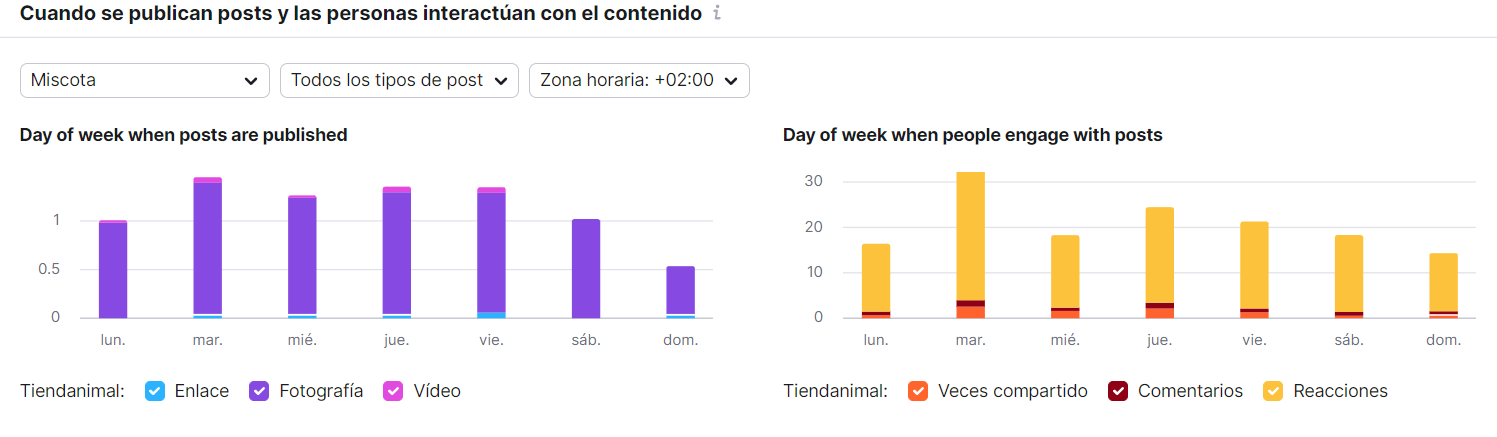 Cuando se publican posts y las personas interactúan con el contenido i
Miscota Todos los tipos de post Zona horaria: +02:00
Day of week when posts are published
1
0.5
0
lun. mar. mié. jue. vie. sáb. dom.
Tiendanimal: Enlace Fotografía Vídeo
Day of week when people engage with posts
30
20
10
0
lun. mar. mié. jue. vie. sáb. dom.
Tiendanimal: Veces compartido Comentarios Reacciones